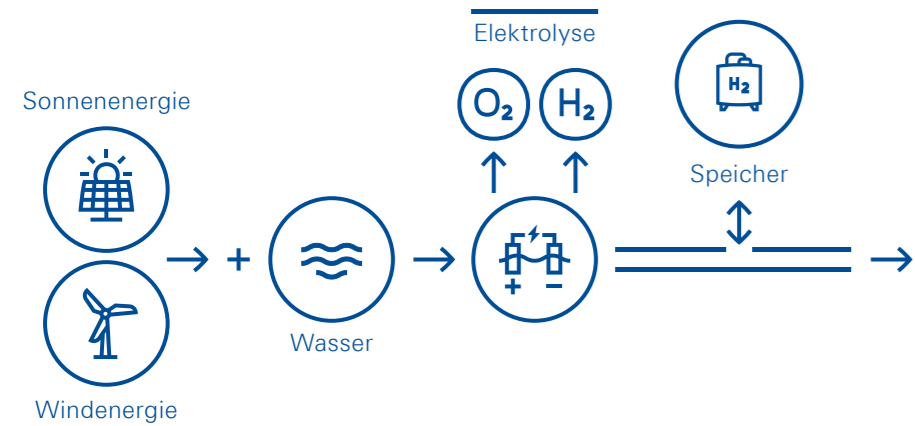 Elektrolyse
O₂ H₂
H₂
Speicher
Sonnenenergie
+
Wasser
+ −
Windenergie